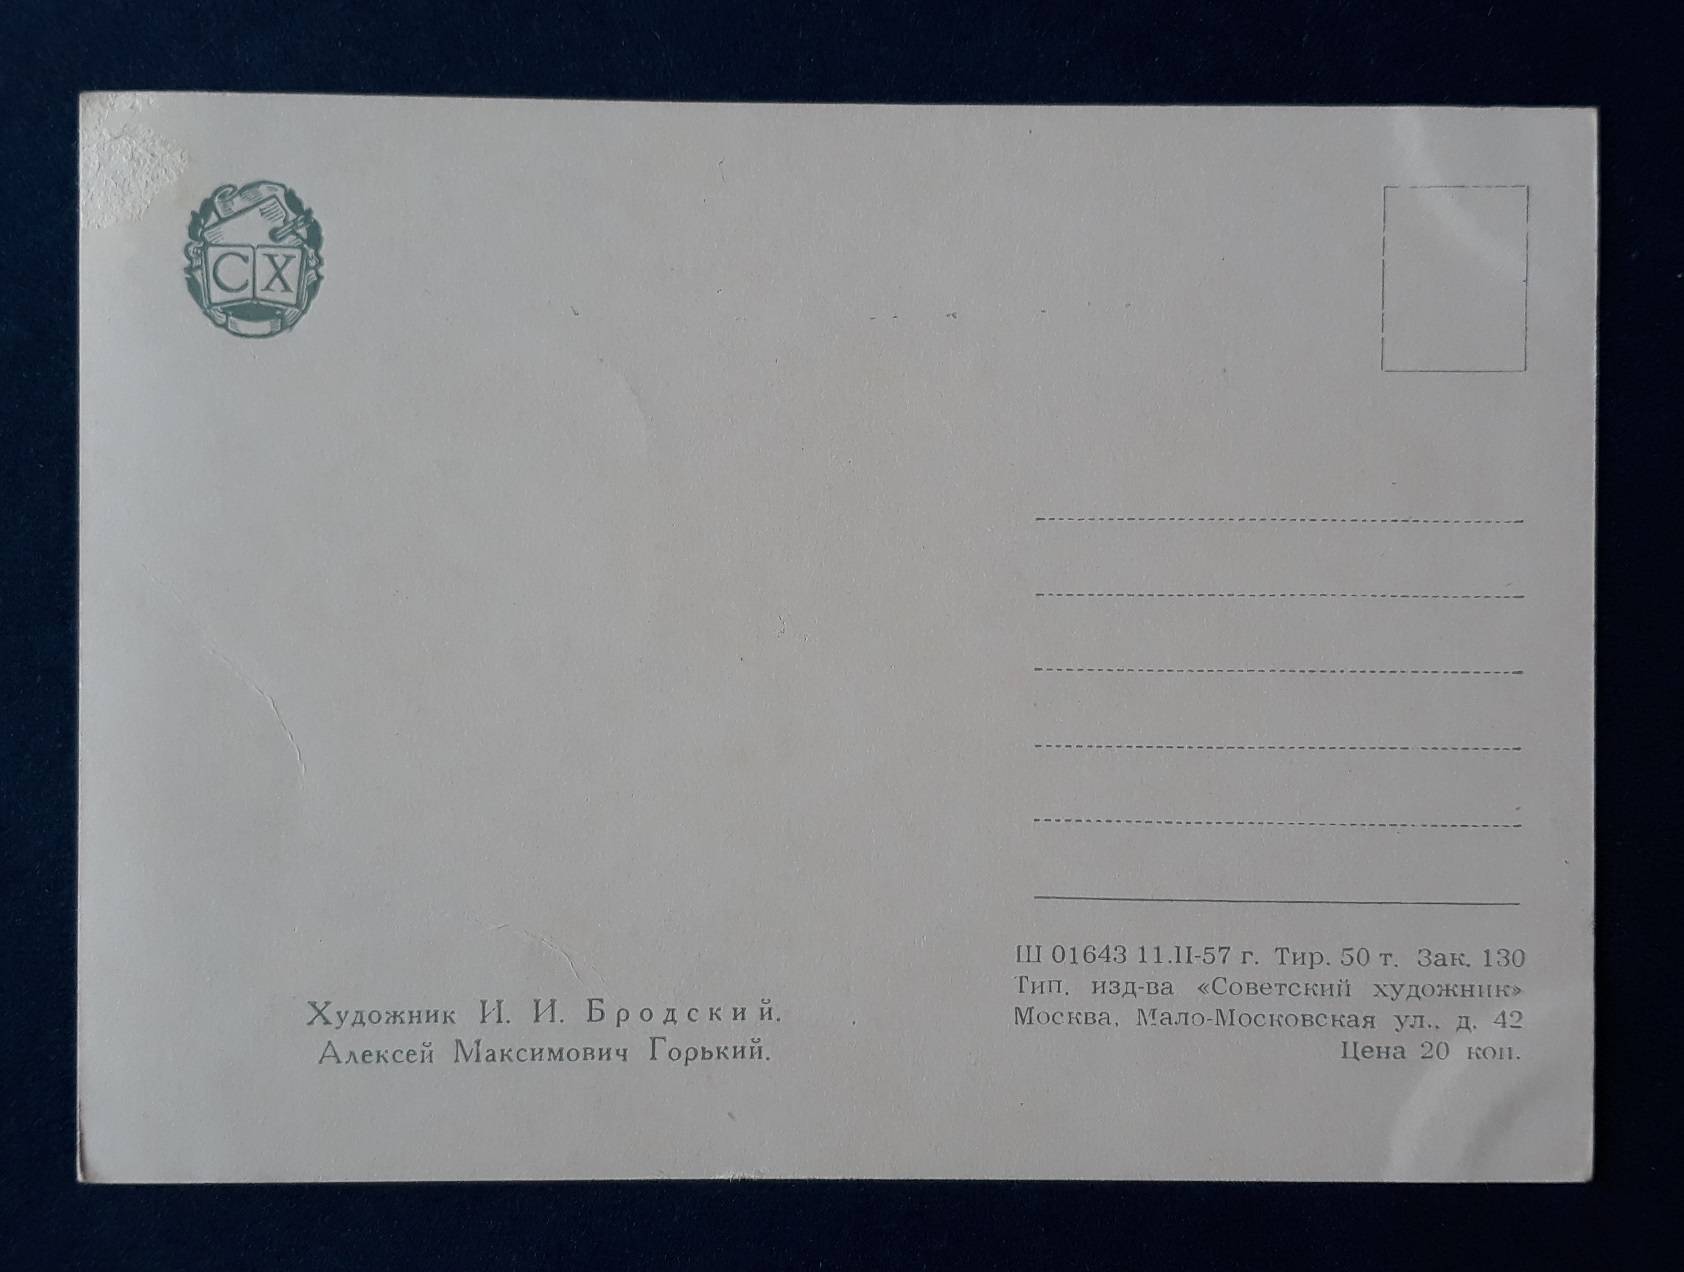 СХ
Художник И. И. Бродский.
Алексей Максимович Горький.
Ш 01643 11.II-57 г. Тир. 50 т. Зак. 130
Тип. изд-ва «Советский художник»
Москва, Мало-Московская ул., д. 42
Цена 20 коп.